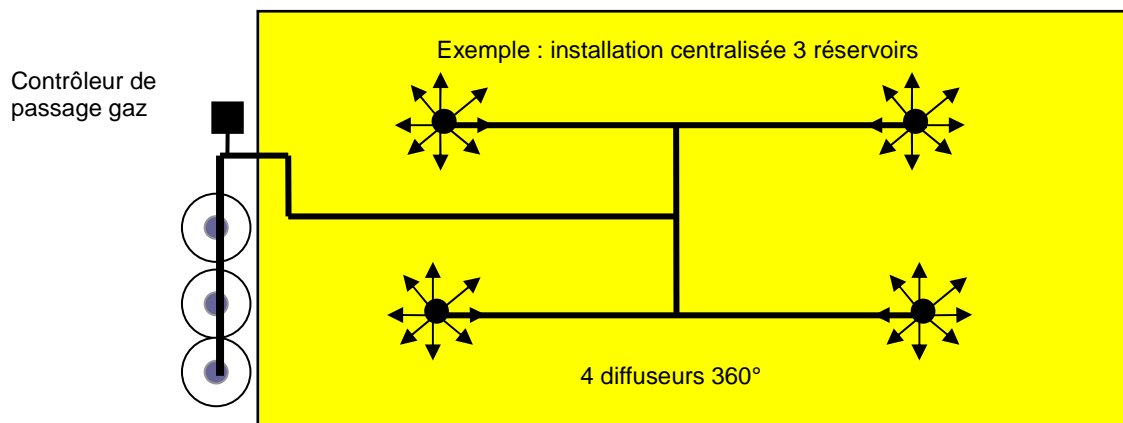 Exemple : installation centralisée 3 réservoirs
Contrôleur de
passage gaz
4 diffuseurs 360°